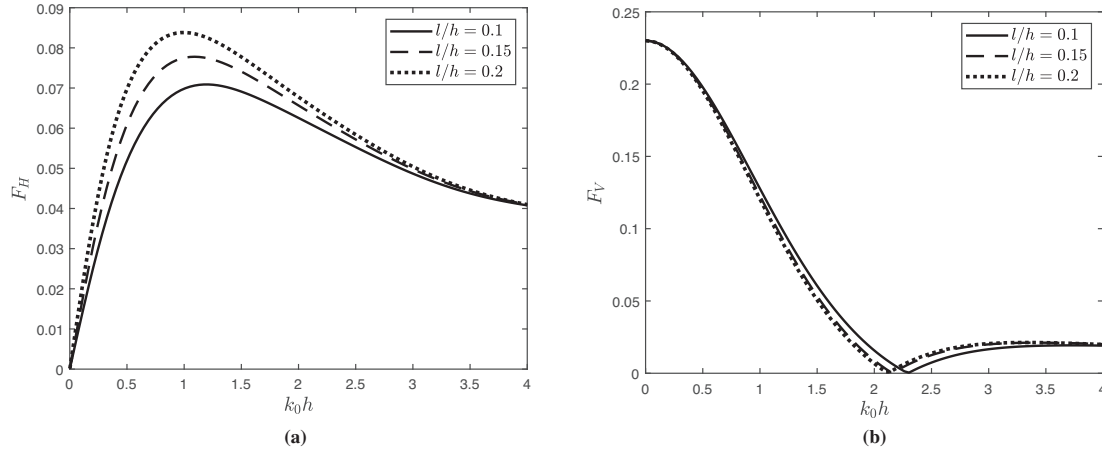 0.09
0.08
0.07
0.06
0.05
0.04
0.03
0.02
0.01
0
F_H
0 0.5 1 1.5 2 2.5 3 3.5 4
k_0h
l/h = 0.1
l/h = 0.15
l/h = 0.2
(a)
0.25
0.2
0.15
0.1
0.05
0
F_V
0 0.5 1 1.5 2 2.5 3 3.5 4
k_0h
l/h = 0.1
l/h = 0.15
l/h = 0.2
(b)